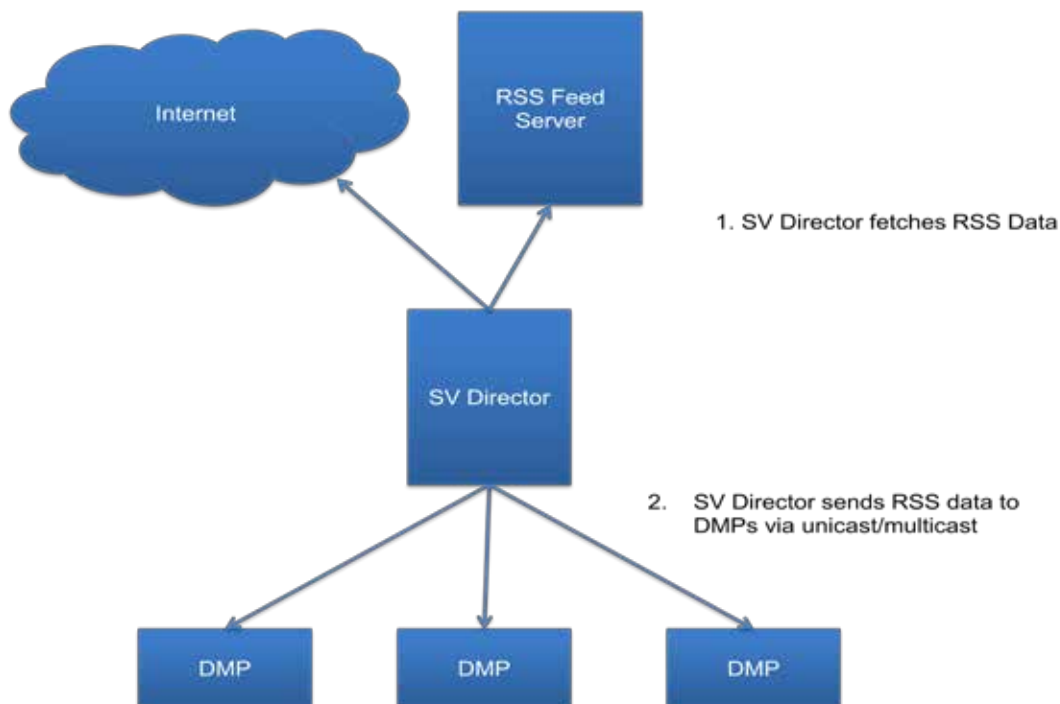 Internet
RSS Feed
Server
1. SV Director fetches RSS Data
SV Director
2. SV Director sends RSS data to
DMPs via unicast/multicast
DMP
DMP
DMP